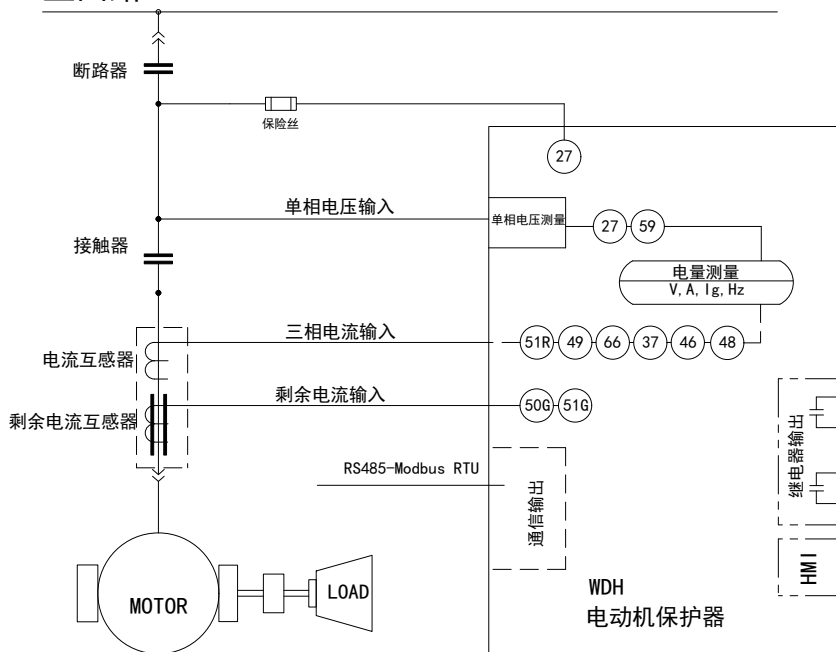 断路器
保险丝
27
单相电压输入
单相电压测量
27
59
接触器
电量测量
V,A,Ig,Hz
三相电流输入
51R
49
66
37
46
48
电流互感器
剩余电流输入
50G
51G
剩余电流互感器
继电器输出
RS485-Modbus RTU
通信输出
HMI
MOTOR
LOAD
WDH
电动机保护器